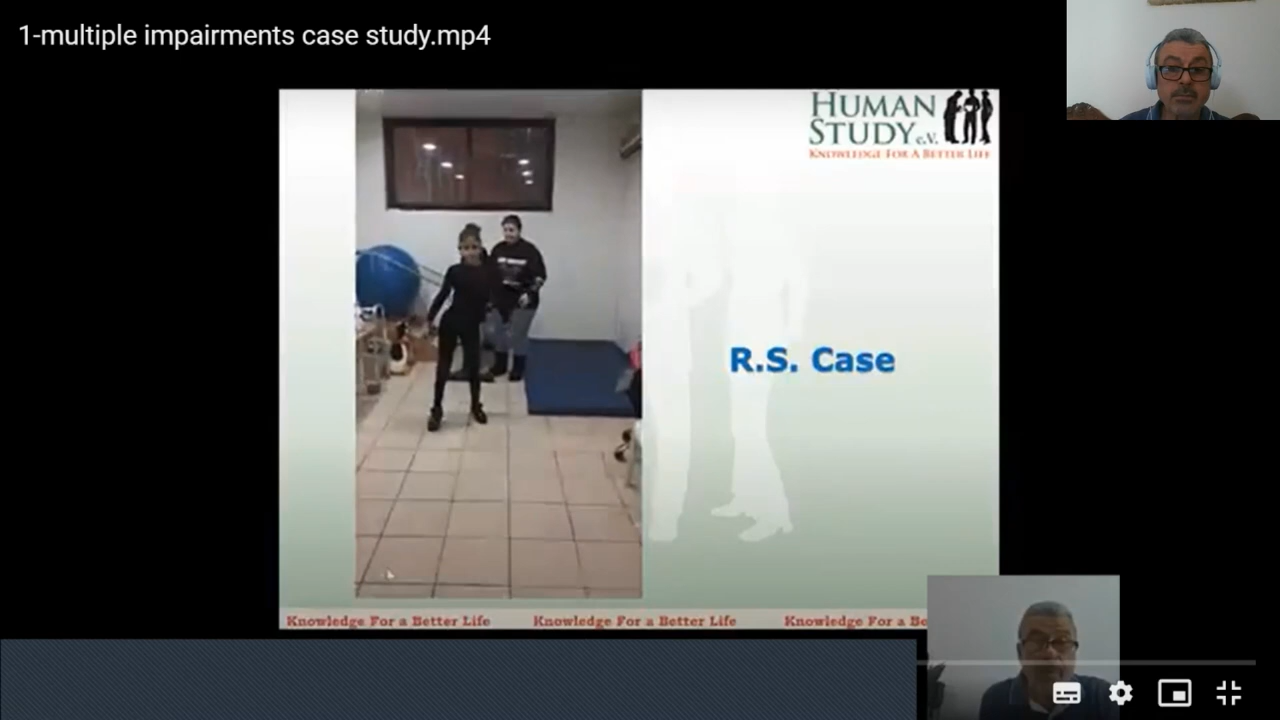 1-multiple impairments case study.mp4
HUMAN
STUDY e.V.
KNOWLEDGE FOR A BETTER LIFE
R.S. Case
Knowledge For a Better Life Knowledge For a Better Life Knowledge For a Be